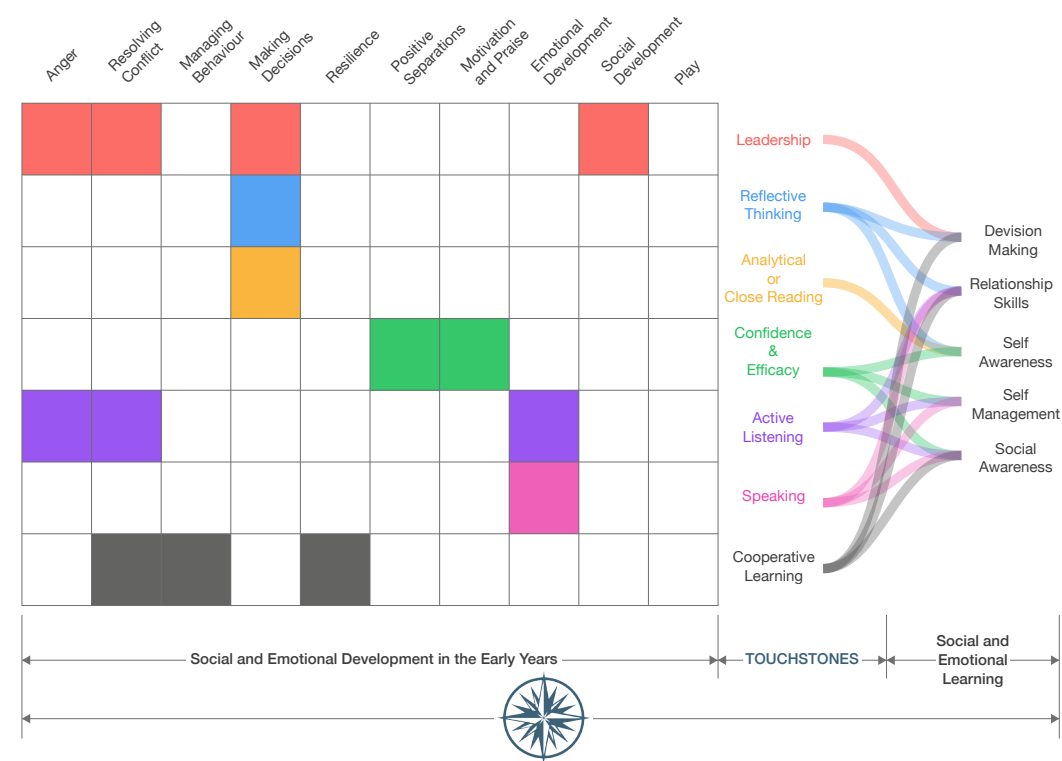 Anger
Resolving
Conflict
Managing
Behaviour
Making
Decisions
Resilience
Positive
Separations
Motivation
and Praise
Emotional
Development
Social
Development
Play
Leadership
Reflective
Thinking
Analytical
or
Close Reading
Confidence
&
Efficacy
Active
Listening
Speaking
Cooperative
Learning
Devision
Making
Relationship
Skills
Self
Awareness
Self
Management
Social
Awareness
Social and Emotional Development in the Early Years
TOUCHSTONES
Social and
Emotional
Learning